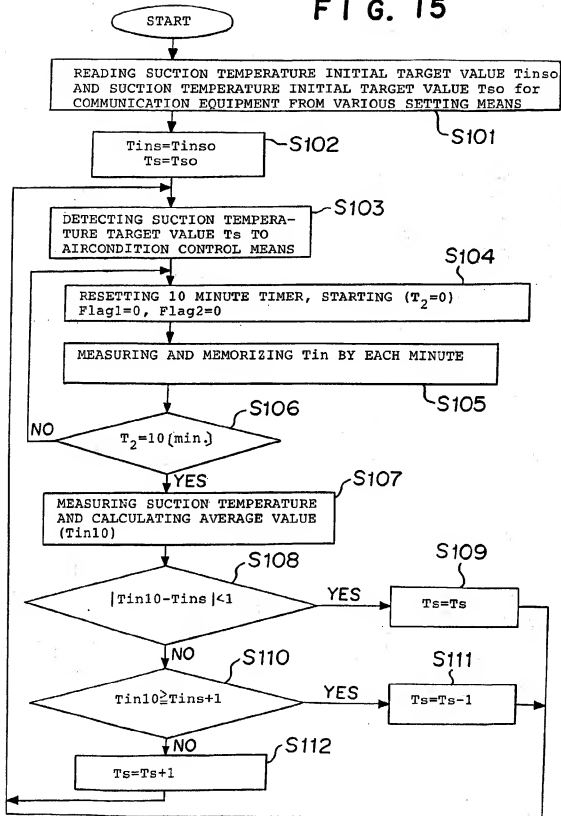 FIG. 15
START
READING SUCTION TEMPERATURE INITIAL TARGET VALUE Tinso
AND SUCTION TEMPERATURE INITIAL TARGET VALUE Tso for
COMMUNICATION EQUIPMENT FROM VARIOUS SETTING MEANS
S101
Tins=Tinso
Ts=Tso
S102
DETECTING SUCTION TEMPERA-
TURE TARGET VALUE Ts TO
AIRCONDITION CONTROL MEANS
S103
S104
RESETTING 10 MINUTE TIMER, STARTING (T2=0)
Flag1=0, Flag2=0
MEASURING AND MEMORIZING Tin BY EACH MINUTE
S105
S106
NO
T2=10(min.)
YES
S107
MEASURING SUCTION TEMPERATURE
AND CALCULATING AVERAGE VALUE
(Tin10)
S108
|Tin10-Tins|<1
YES
S109
Ts=Ts
NO
S110
Tin10≧Tins+1
YES
S111
Ts=Ts-1
NO
S112
Ts=Ts+1